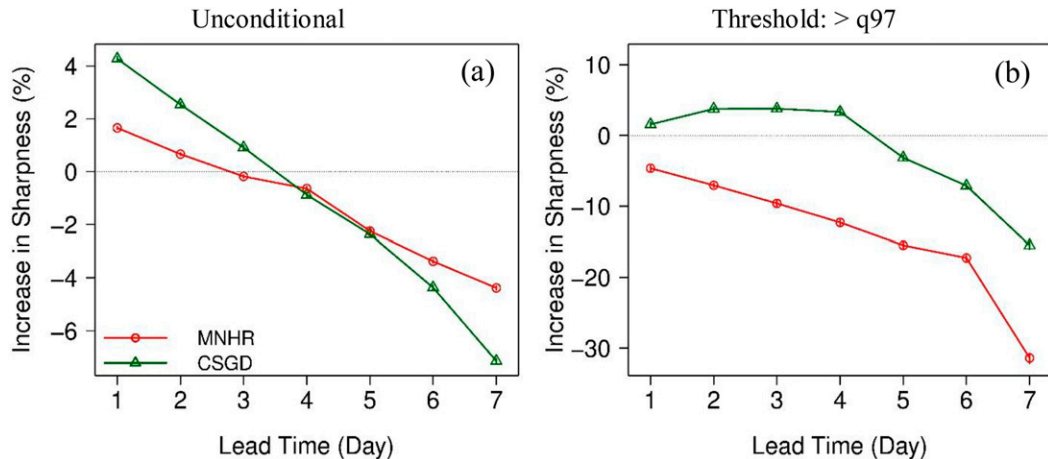 Unconditional
Threshold: > q97
Increase in Sharpness (%)
4
2
0
−2
−4
−6
(a)
MNHR
CSGD
1 2 3 4 5 6 7
Lead Time (Day)
Increase in Sharpness (%)
10
0
−10
−20
−30
(b)
1 2 3 4 5 6 7
Lead Time (Day)